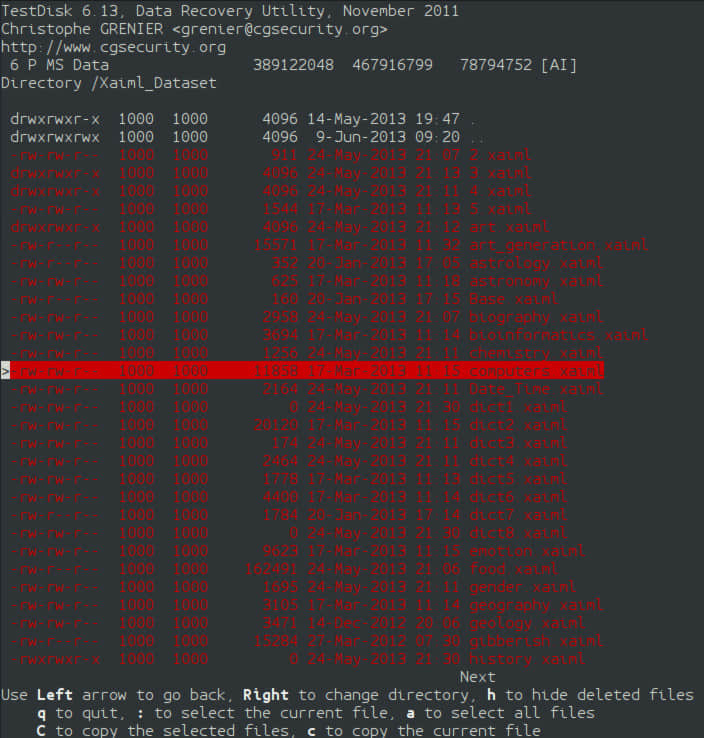 TestDisk 6.13, Data Recovery Utility, November 2011
Christophe GRENIER <grenier@cgsecurity.org>
http://www.cgsecurity.org
6 P MS Data 389122048 467916799 78794752 [AI]
Directory /Xaiml_Dataset
drwxrwxr-x 1000 1000 4096 14-May-2013 19:47 .
drwxrwxrwx 1000 1000 4096 9-Jun-2013 09:20 ..
-rw-rw-r-- 1000 1000 911 24-May-2013 21:07 2.xaiml
drwxrwxr-x 1000 1000 4096 24-May-2013 21:13 3.xaiml
drwxrwxr-x 1000 1000 4096 24-May-2013 21:11 4.xaiml
-rw-rw-r-- 1000 1000 1544 17-Mar-2013 11:13 5.xaiml
drwxrwxr-x 1000 1000 4096 24-May-2013 21:12 art.xaiml
-rw-r--r-- 1000 1000 15571 17-Mar-2013 11:32 art_generation.xaiml
-rw-r--r-- 1000 1000 352 20-Jan-2013 17:05 astrology.xaiml
-rw-rw-r-- 1000 1000 625 17-Mar-2013 11:18 astronomy.xaiml
-rw-r--r-- 1000 1000 160 20-Jan-2013 17:15 Base.xaiml
-rw-rw-r-- 1000 1000 2958 24-May-2013 21:07 biography.xaiml
-rw-rw-r-- 1000 1000 3694 17-Mar-2013 11:14 bioinformatics.xaiml
-rw-rw-r-- 1000 1000 1256 24-May-2013 21:11 chemistry.xaiml
>-rw-rw-r-- 1000 1000 11858 17-Mar-2013 11:15 computers.xaiml
-rw-rw-r-- 1000 1000 2164 24-May-2013 21:11 Date_Time.xaiml
-rw-rw-r-- 1000 1000 0 24-May-2013 21:30 dict1.xaiml
-rw-rw-r-- 1000 1000 20120 17-Mar-2013 11:15 dict2.xaiml
-rw-rw-r-- 1000 1000 174 24-May-2013 21:11 dict3.xaiml
-rw-rw-r-- 1000 1000 2464 24-May-2013 21:11 dict4.xaiml
-rw-rw-r-- 1000 1000 1778 17-Mar-2013 11:13 dict5.xaiml
-rw-rw-r-- 1000 1000 4400 17-Mar-2013 11:14 dict6.xaiml
-rw-r--r-- 1000 1000 1784 20-Jan-2013 17:14 dict7.xaiml
-rw-rw-r-- 1000 1000 0 24-May-2013 21:30 dict8.xaiml
-rw-rw-r-- 1000 1000 9623 17-Mar-2013 11:15 emotion.xaiml
-rw-r--r-- 1000 1000 162491 24-May-2013 21:06 food.xaiml
-rw-rw-r-- 1000 1000 1695 24-May-2013 21:11 gender.xaiml
-rw-rw-r-- 1000 1000 3105 17-Mar-2013 11:14 geography.xaiml
-rw-rw-r-- 1000 1000 3471 14-Dec-2012 20:06 geology.xaiml
-rw-r--r-- 1000 1000 15284 27-Mar-2012 07:30 gibberish.xaiml
-rwxrwxr-x 1000 1000 0 24-May-2013 21:30 history.xaiml
Next
Use Left arrow to go back, Right to change directory, h to hide deleted files
q to quit, : to select the current file, a to select all files
C to copy the selected files, c to copy the current file